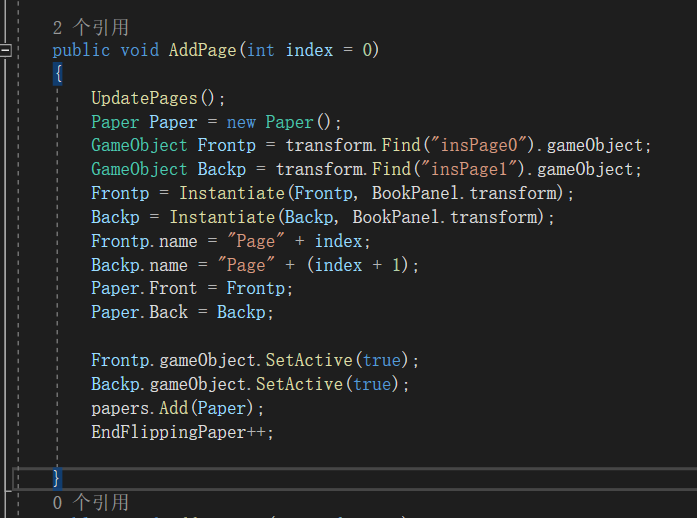 2 个引用
public void AddPage(int index = 0)
{
UpdatePages();
Paper Paper = new Paper();
GameObject Frontp = transform.Find("insPage0").gameObject;
GameObject Backp = transform.Find("insPage1").gameObject;
Frontp = Instantiate(Frontp, BookPanel.transform);
Backp = Instantiate(Backp, BookPanel.transform);
Frontp.name = "Page" + index;
Backp.name = "Page" + (index + 1);
Paper.Front = Frontp;
Paper.Back = Backp;
Frontp.gameObject.SetActive(true);
Backp.gameObject.SetActive(true);
papers.Add(Paper);
EndFlippingPaper++;
}
0 个引用